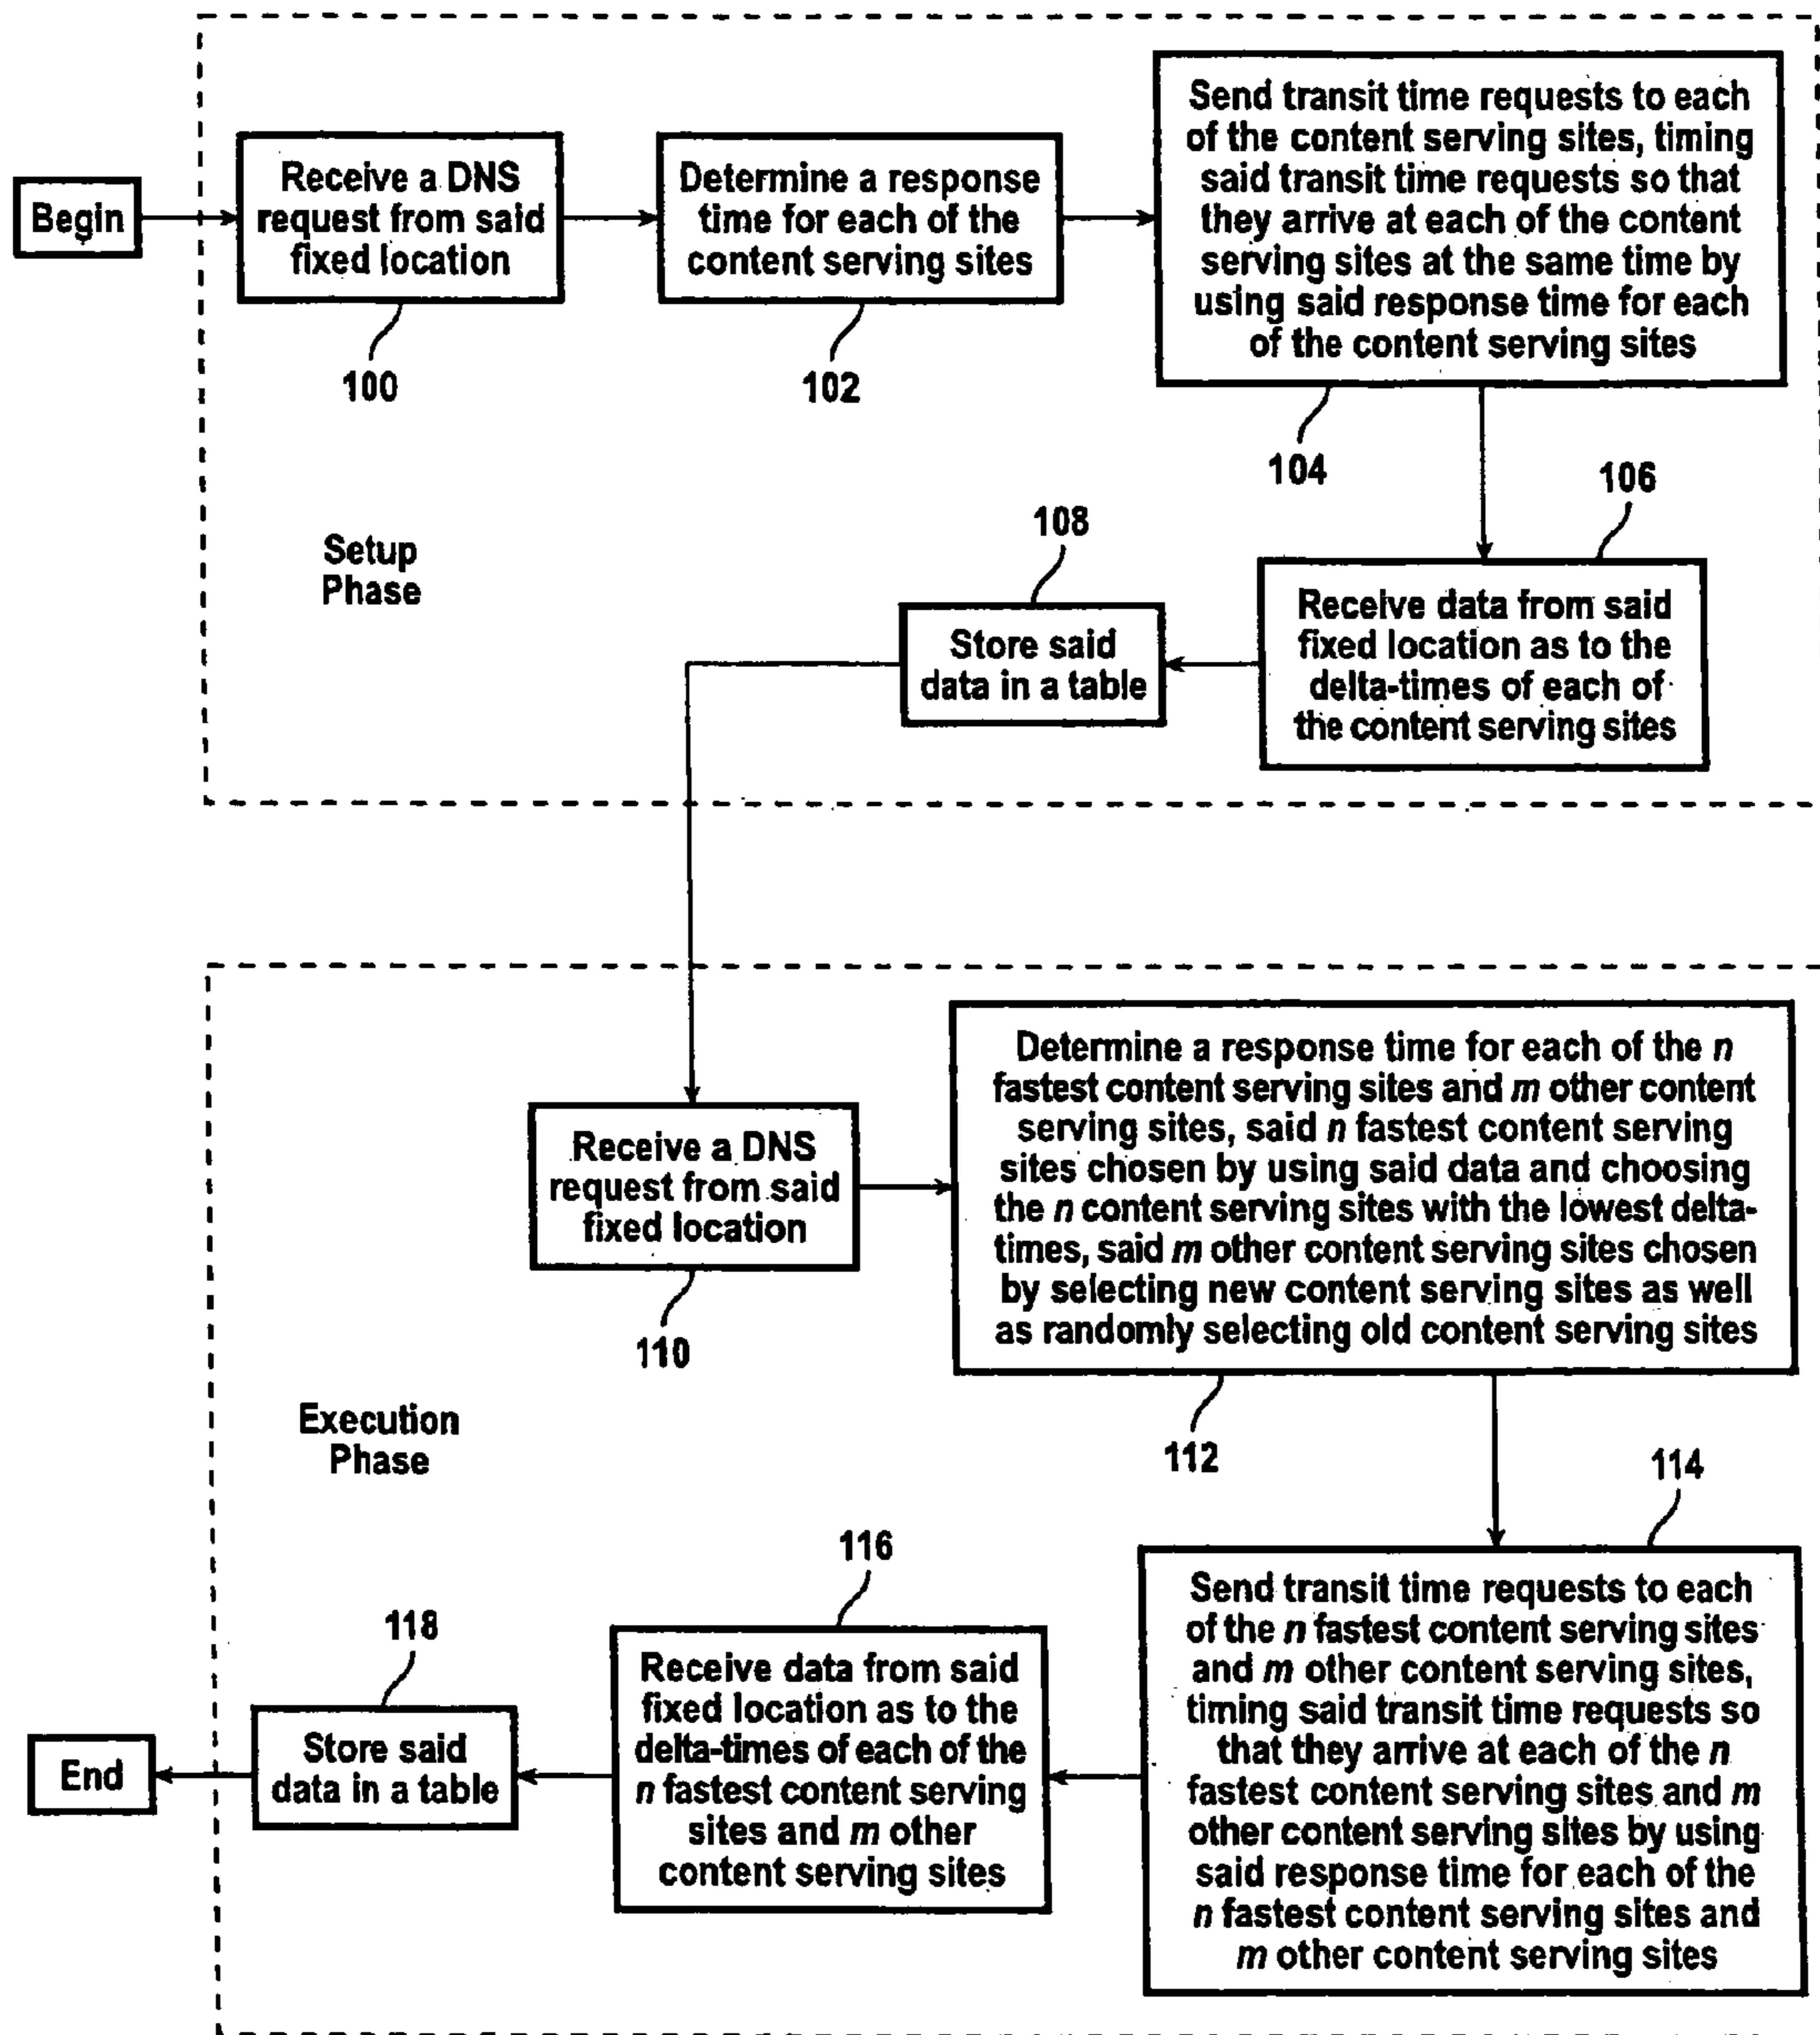 Begin
Receive a DNS
request from said
fixed location
100
Determine a response
time for each of the
content serving sites
102
Send transit time requests to each
of the content serving sites, timing
said transit time requests so that
they arrive at each of the content
serving sites at the same time by
using said response time for each
of the content serving sites
104
106
Receive data from said
fixed location as to the
delta-times of each of
the content serving sites
108
Store said
data in a table
Setup
Phase
Receive a DNS
request from said
fixed location
110
Determine a response time for each of the n
fastest content serving sites and m other content
serving sites, said n fastest content serving
sites chosen by using said data and choosing
the n content serving sites with the lowest delta-
times, said m other content serving sites chosen
by selecting new content serving sites as well
as randomly selecting old content serving sites
112
Execution
Phase
114
Send transit time requests to each
of the n fastest content serving sites
and m other content serving sites,
timing said transit time requests so
that they arrive at each of the n
fastest content serving sites and m
other content serving sites by using
said response time for each of the
n fastest content serving sites and
m other content serving sites
116
Receive data from said
fixed location as to the
delta-times of each of the
n fastest content serving
sites and m other
content serving sites
118
Store said
data in a table
End